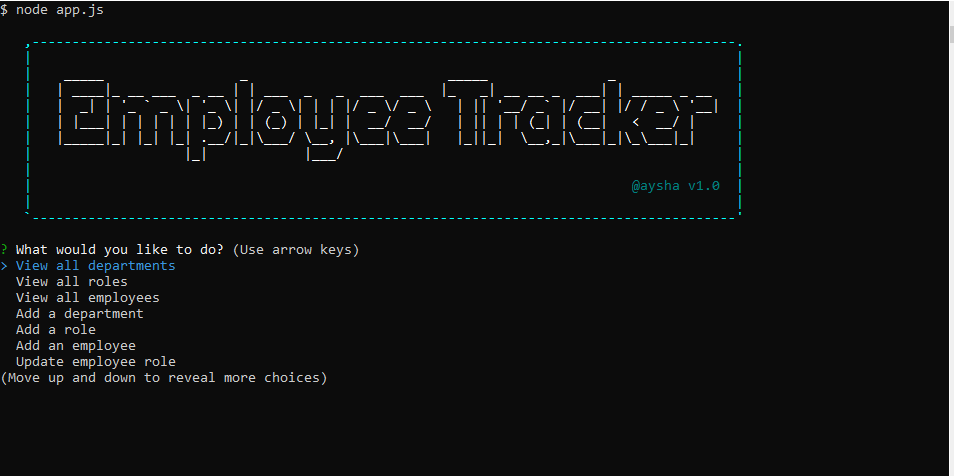 $ node app.js
Employee Tracker
@aysha v1.0
? What would you like to do? (Use arrow keys)
> View all departments
View all roles
View all employees
Add a department
Add a role
Add an employee
Update employee role
(Move up and down to reveal more choices)